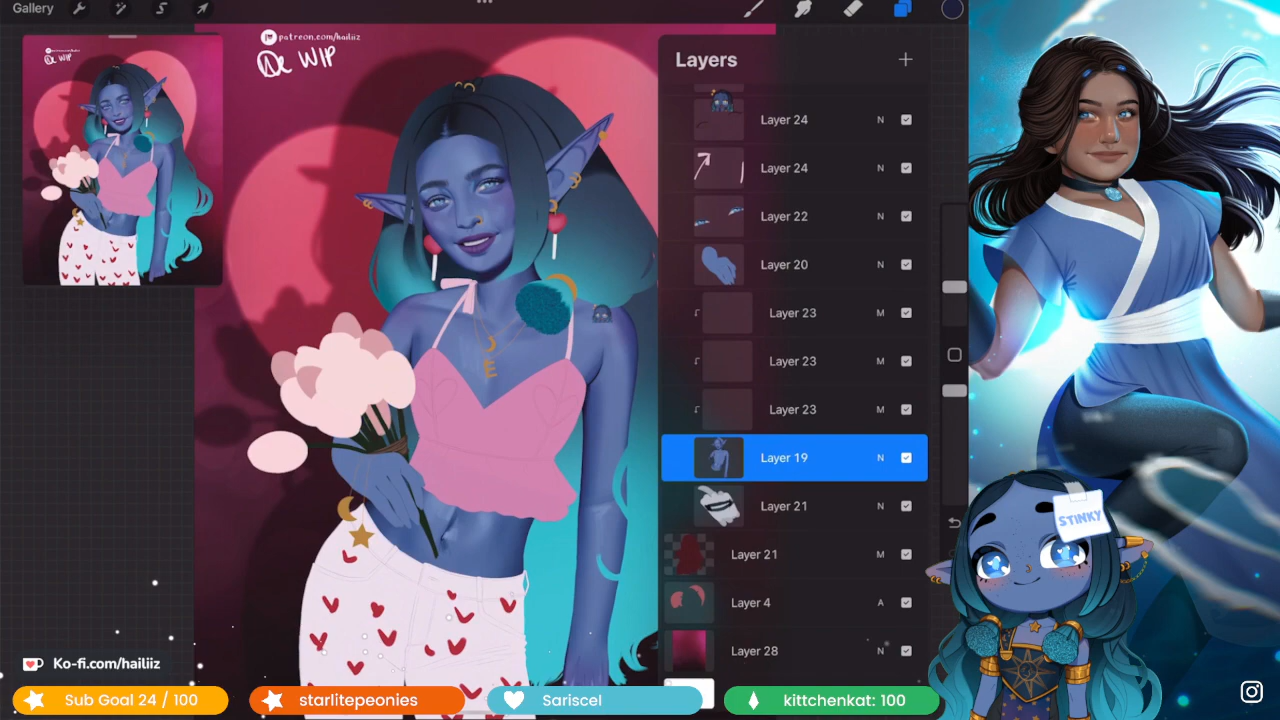 Gallery
patreon.com/hailiiz
WIP
Layers
Layer 24 N
Layer 24 N
Layer 22 N
Layer 20 N
Layer 23 M
Layer 23 M
Layer 23 M
Layer 19 N
Layer 21 N
Layer 21 M
Layer 4 A
Layer 28 N
E
STINKY
Ko-fi.com/hailiiz
Sub Goal 24 / 100
starlitepeonies
Sariscel
kittchenkat: 100